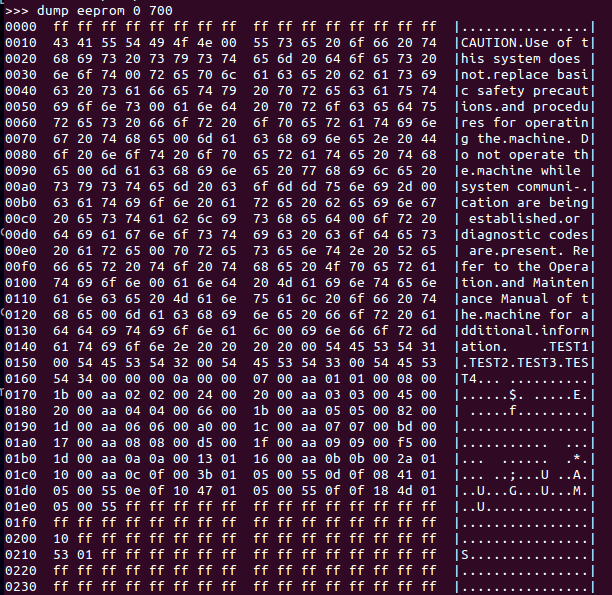 >>> dump eeprom 0 700
0000  ff ff ff ff ff ff ff ff  ff ff ff ff ff ff ff ff  |................|
0010  43 41 55 54 49 4f 4e 00  55 73 65 20 6f 66 20 74  |CAUTION.Use of t|
0020  68 69 73 20 73 79 73 74  65 6d 20 64 6f 65 73 20  |his system does |
0030  6e 6f 74 00 72 65 70 6c  61 63 65 20 62 61 73 69  |not.replace basi|
0040  63 20 73 61 66 65 74 79  20 70 72 65 63 61 75 74  |c safety precaut|
0050  69 6f 6e 73 00 61 6e 64  20 70 72 6f 63 65 64 75  |ions.and procedu|
0060  72 65 73 20 66 6f 72 20  6f 70 65 72 61 74 69 6e  |res for operatin|
0070  67 20 74 68 65 00 6d 61  63 68 69 6e 65 2e 20 44  |g the.machine. D|
0080  6f 20 6e 6f 74 20 6f 70  65 72 61 74 65 20 74 68  |o not operate th|
0090  65 00 6d 61 63 68 69 6e  65 20 77 68 69 6c 65 20  |e.machine while |
00a0  73 79 73 74 65 6d 20 63  6f 6d 6d 75 6e 69 2d 00  |system communi-.|
00b0  63 61 74 69 6f 6e 20 61  72 65 20 62 65 69 6e 67  |cation are being|
00c0  20 65 73 74 61 62 6c 69  73 68 65 64 00 6f 72 20  | established.or |
00d0  64 69 61 67 6e 6f 73 74  69 63 20 63 6f 64 65 73  |diagnostic codes|
00e0  20 61 72 65 00 70 72 65  73 65 6e 74 2e 20 52 65  | are.present. Re|
00f0  66 65 72 20 74 6f 20 74  68 65 20 4f 70 65 72 61  |fer to the Opera|
0100  74 69 6f 6e 00 61 6e 64  20 4d 61 69 6e 74 65 6e  |tion.and Mainten|
0110  61 6e 63 65 20 4d 61 6e  75 61 6c 20 6f 66 20 74  |ance Manual of t|
0120  68 65 00 6d 61 63 68 69  6e 65 20 66 6f 72 20 61  |he.machine for a|
0130  64 64 69 74 69 6f 6e 61  6c 00 69 6e 66 6f 72 6d  |dditional.inform|
0140  61 74 69 6f 6e 2e 20 20  20 20 00 54 45 53 54 31  |ation.    .TEST1|
0150  00 54 45 53 54 32 00 54  45 53 54 33 00 54 45 53  |.TEST2.TEST3.TES|
0160  54 34 00 00 00 0a 00 00  07 00 aa 01 01 00 08 00  |T4... ..........|
0170  1b 00 aa 02 02 00 24 00  20 00 aa 03 03 00 45 00  |......$. .....E.|
0180  20 00 aa 04 04 00 66 00  1b 00 aa 05 05 00 82 00  | .....f.........|
0190  1d 00 aa 06 06 00 a0 00  1c 00 aa 07 07 00 bd 00  |................|
01a0  17 00 aa 08 08 00 d5 00  1f 00 aa 09 09 00 f5 00  |...........  ...|
01b0  1d 00 aa 0a 0a 00 13 01  16 00 aa 0b 0b 00 2a 01  |...  ......  .*.|
01c0  10 00 aa 0c 0f 00 3b 01  05 00 55 0d 0f 08 41 01  |... ..;...U ..A.|
01d0  05 00 55 0e 0f 10 47 01  05 00 55 0f 0f 18 4d 01  |..U...G...U...M.|
01e0  05 00 55 ff ff ff ff ff  ff ff ff ff ff ff ff ff  |..U.............|
01f0  ff ff ff ff ff ff ff ff  ff ff ff ff ff ff ff ff  |................|
0200  10 ff ff ff ff ff ff ff  ff ff ff ff ff ff ff ff  |................|
0210  53 01 ff ff ff ff ff ff  ff ff ff ff ff ff ff ff  |S...............|
0220  ff ff ff ff ff ff ff ff  ff ff ff ff ff ff ff ff  |................|
0230  ff ff ff ff ff ff ff ff  ff ff ff ff ff ff ff ff  |................|